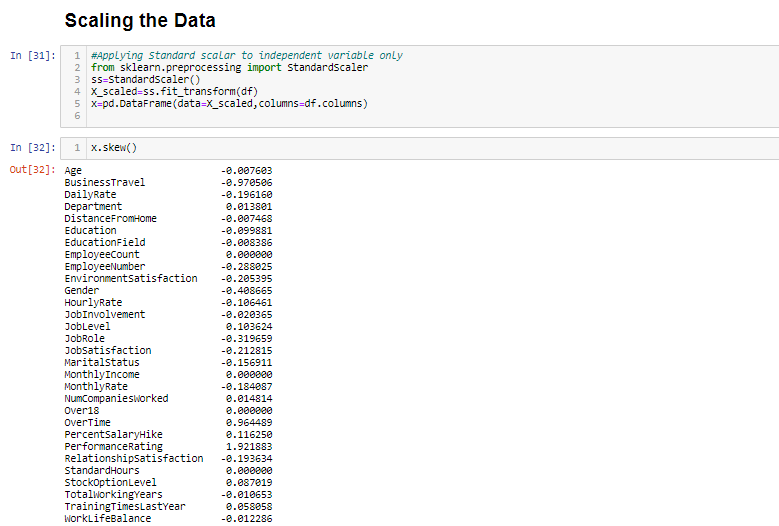 Scaling the Data
In [31]:
1 #Applying Standard scalar to independent variable only
2 from sklearn.preprocessing import StandardScaler
3 ss=StandardScaler()
4 X_scaled=ss.fit_transform(df)
5 x=pd.DataFrame(data=X_scaled,columns=df.columns)
6
In [32]: 1 x.skew()
Out[32]: Age -0.007603
BusinessTravel -0.970506
DailyRate -0.196160
Department 0.013801
DistanceFromHome -0.007468
Education -0.099881
EducationField -0.008386
EmployeeCount 0.000000
EmployeeNumber -0.288025
EnvironmentSatisfaction -0.205395
Gender -0.408665
HourlyRate -0.106461
JobInvolvement -0.020365
JobLevel 0.103624
JobRole -0.319659
JobSatisfaction -0.212815
MaritalStatus -0.156911
MonthlyIncome 0.000000
MonthlyRate -0.184087
NumCompaniesWorked 0.014814
Over18 0.000000
OverTime 0.964489
PercentSalaryHike 0.116250
PerformanceRating 1.921883
RelationshipSatisfaction -0.193634
StandardHours 0.000000
StockOptionLevel 0.087019
TotalWorkingYears -0.010653
TrainingTimesLastYear 0.058058
WorkLifeBalance -0.012286